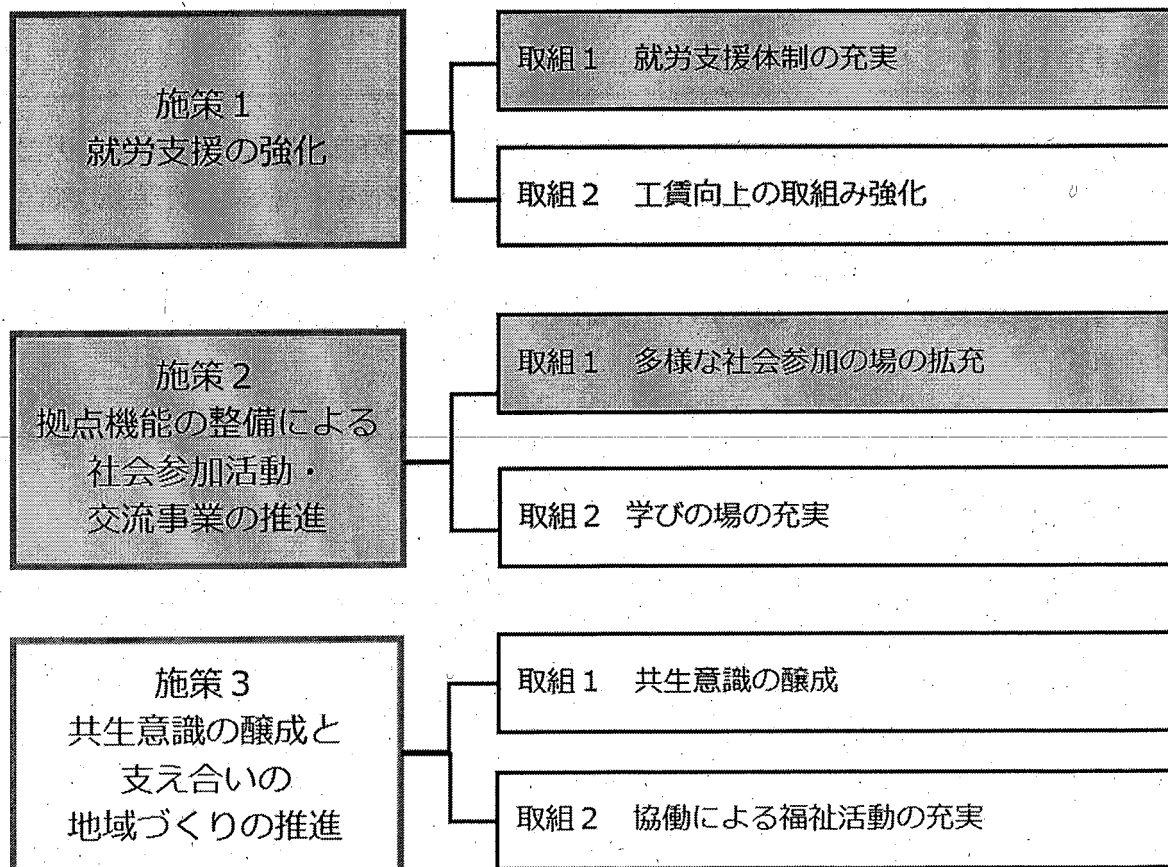 施策1
就労支援の強化
取組1 就労支援体制の充実
取組2 工賃向上の取組み強化
施策2
拠点機能の整備による
社会参加活動・
交流事業の推進
取組1 多様な社会参加の場の拡充
取組2 学びの場の充実
施策3
共生意識の醸成と
支え合いの
地域づくりの推進
取組1 共生意識の醸成
取組2 協働による福祉活動の充実